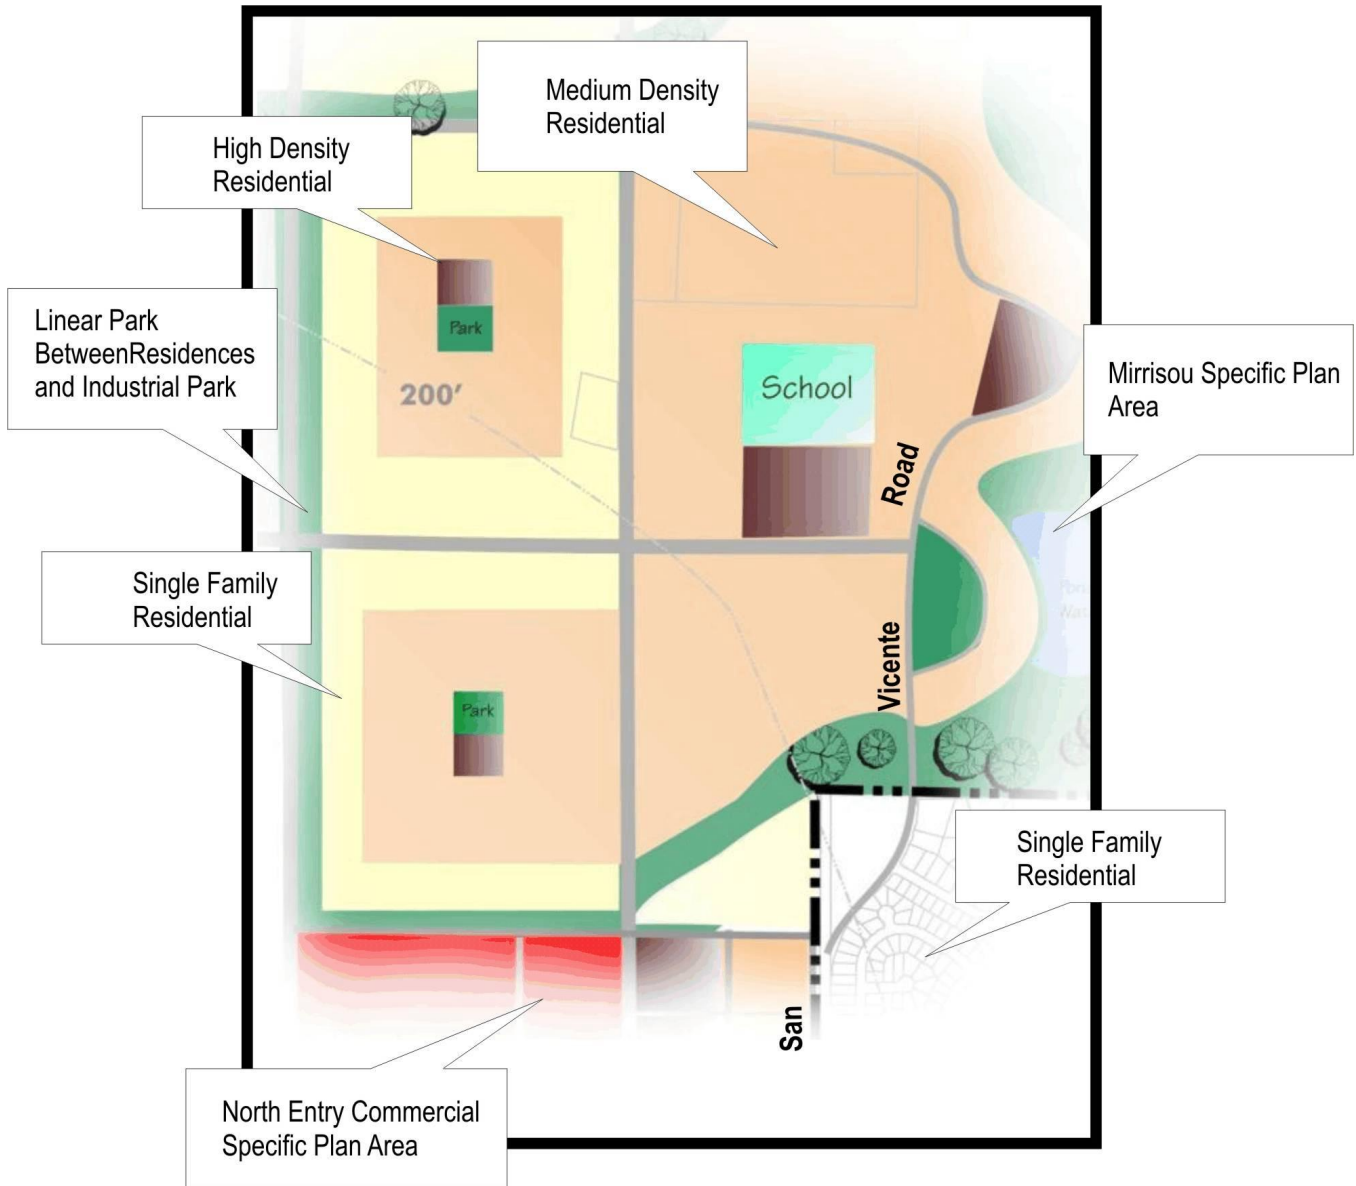 Medium Density
Residential
High Density
Residential
Linear Park
BetweenResidences
and Industrial Park
Park
200'
School
Mirrisou Specific Plan
Area
Road
Single Family
Residential
Vicente
Park
Single Family
Residential
San
North Entry Commercial
Specific Plan Area